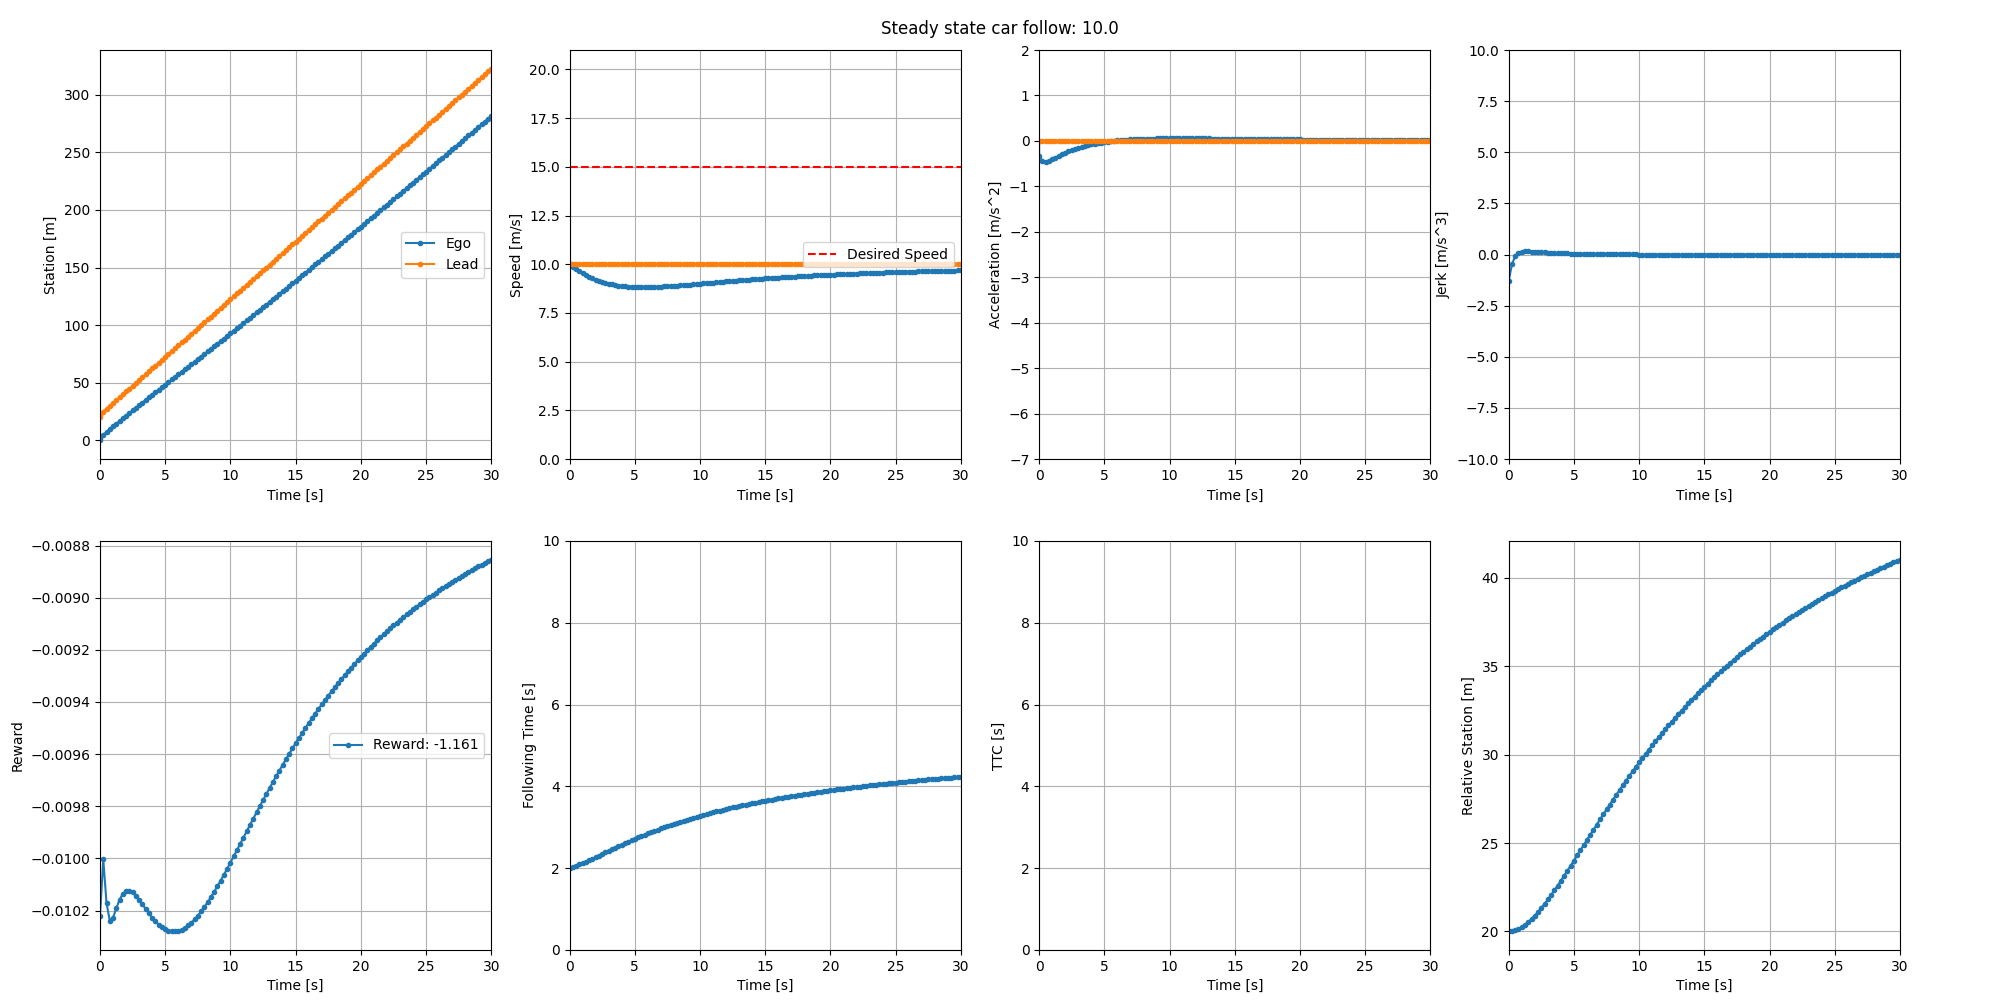 Steady state car follow: 10.0
Station [m]
300
250
200
150
100
50
0
Ego
Lead
0 5 10 15 20 25 30
Time [s]
Speed [m/s]
20.0
17.5
15.0
12.5
10.0
7.5
5.0
2.5
0.0
Desired Speed
0 5 10 15 20 25 30
Time [s]
Acceleration [m/s^2]
2
1
0
−1
−2
−3
−4
−5
−6
−7
0 5 10 15 20 25 30
Time [s]
Jerk [m/s^3]
10.0
7.5
5.0
2.5
0.0
−2.5
−5.0
−7.5
−10.0
0 5 10 15 20 25 30
Time [s]
Reward
−0.0088
−0.0090
−0.0092
−0.0094
−0.0096
−0.0098
−0.0100
−0.0102
Reward: -1.161
0 5 10 15 20 25 30
Time [s]
Following Time [s]
10
8
6
4
2
0
0 5 10 15 20 25 30
Time [s]
TTC [s]
10
8
6
4
2
0
0 5 10 15 20 25 30
Time [s]
Relative Station [m]
40
35
30
25
20
0 5 10 15 20 25 30
Time [s]